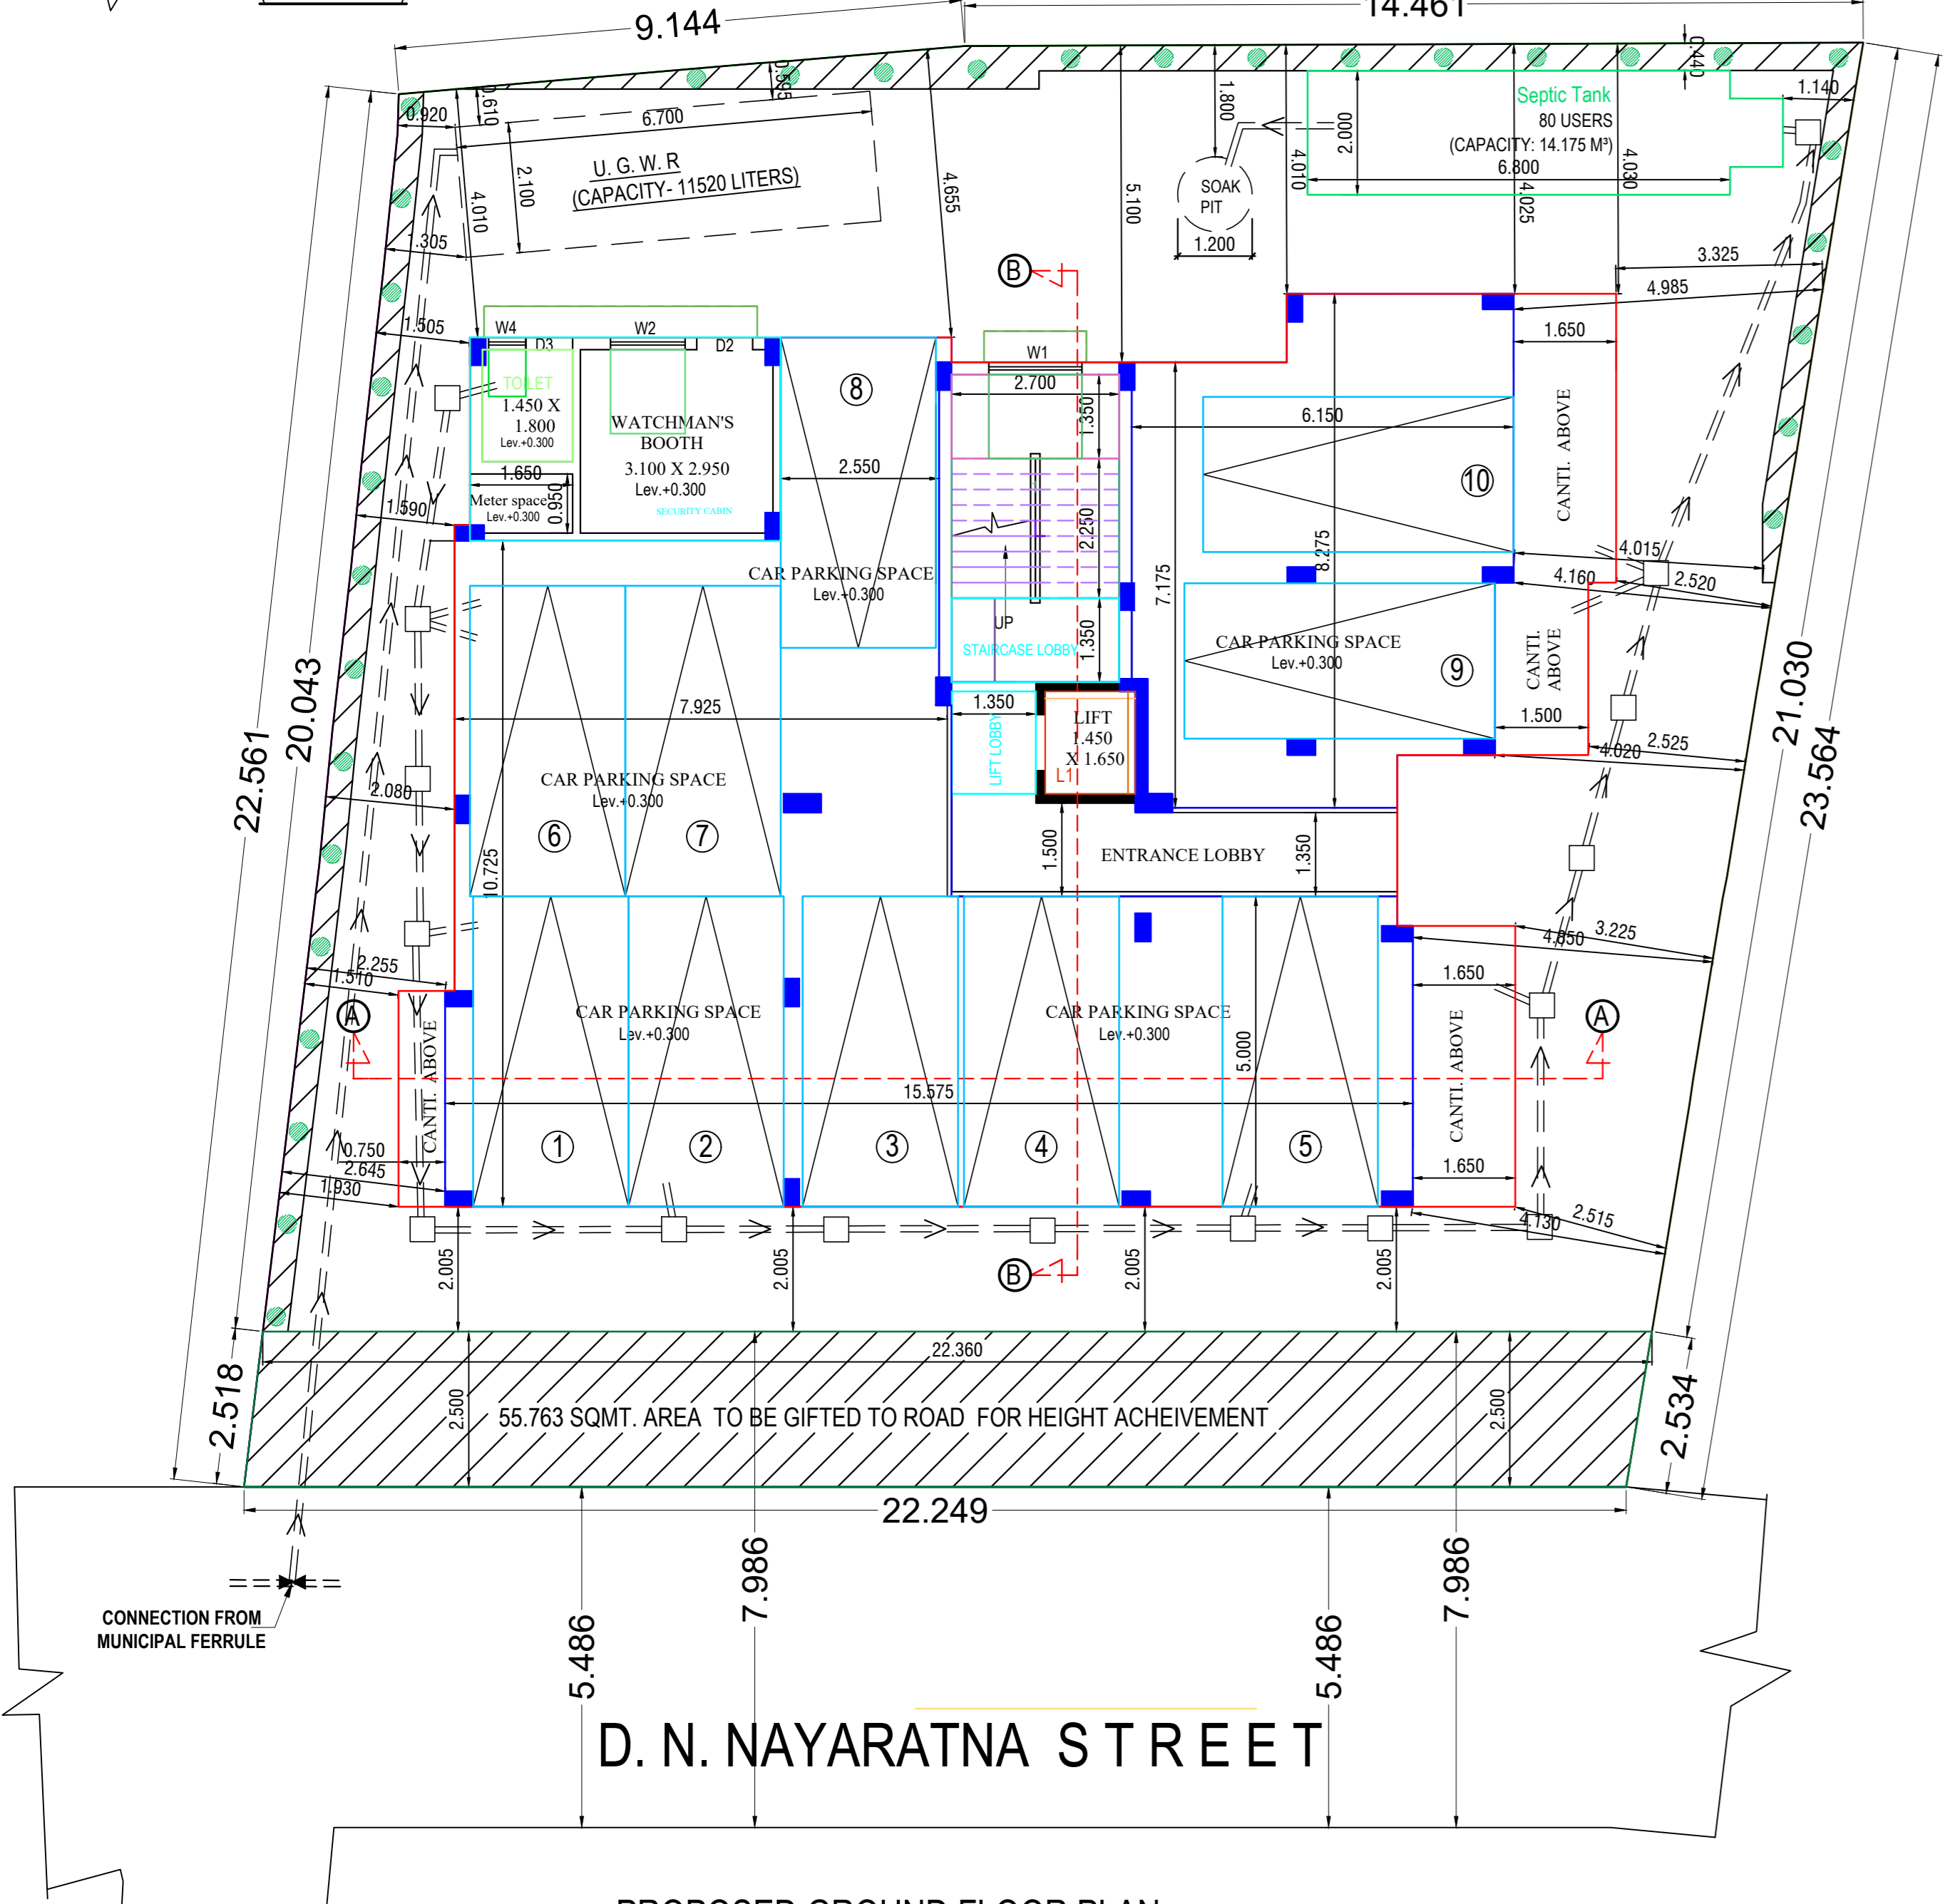 9.144
14.461
0.440
0.595
0.610
0.920
6.700
1.800
2.000
Septic Tank
80 USERS
(CAPACITY: 14.175 M³)
6.800
1.140
U. G. W. R
(CAPACITY- 11520 LITERS)
2.100
4.010
4.655
5.100
SOAK
PIT
1.200
4.010
4.025
4.030
1.305
B
3.325
4.985
1.505
W4
D3
W2
D2
W1
1.650
TOILET
1.450 X
1.800
Lev.+0.300
WATCHMAN'S
BOOTH
3.100 X 2.950
Lev.+0.300
SECURITY CABIN
8
2.700
1.350
6.150
CANTI. ABOVE
2.550
10
1.650
Meter space
Lev.+0.300
0.950
1.590
2.250
8.275
7.175
4.015
4.160
2.520
CAR PARKING SPACE
Lev.+0.300
UP
STAIRCASE LOBBY
1.350
CAR PARKING SPACE
Lev.+0.300
9
CANTI.
ABOVE
22.561
20.043
21.030
23.564
7.925
1.350
LIFT LOBBY
LIFT
1.450
X 1.650
L1
1.500
2.525
4.020
CAR PARKING SPACE
Lev.+0.300
2.080
6
7
10.725
1.500
ENTRANCE LOBBY
1.350
3.225
4.850
2.255
1.510
1.650
A
CAR PARKING SPACE
Lev.+0.300
CAR PARKING SPACE
Lev.+0.300
5.000
A
CANTI. ABOVE
CANTI. ABOVE
15.575
1
2
3
4
5
0.750
2.645
1.930
1.650
2.515
4.130
2.005
2.005
2.005
2.005
B
22.360
2.518
2.500
55.763 SQMT. AREA TO BE GIFTED TO ROAD FOR HEIGHT ACHEIVEMENT
2.500
2.534
22.249
7.986
7.986
5.486
5.486
CONNECTION FROM
MUNICIPAL FERRULE
D. N. NAYARATNA STREET
PROPOSED GROUND FLOOR PLAN